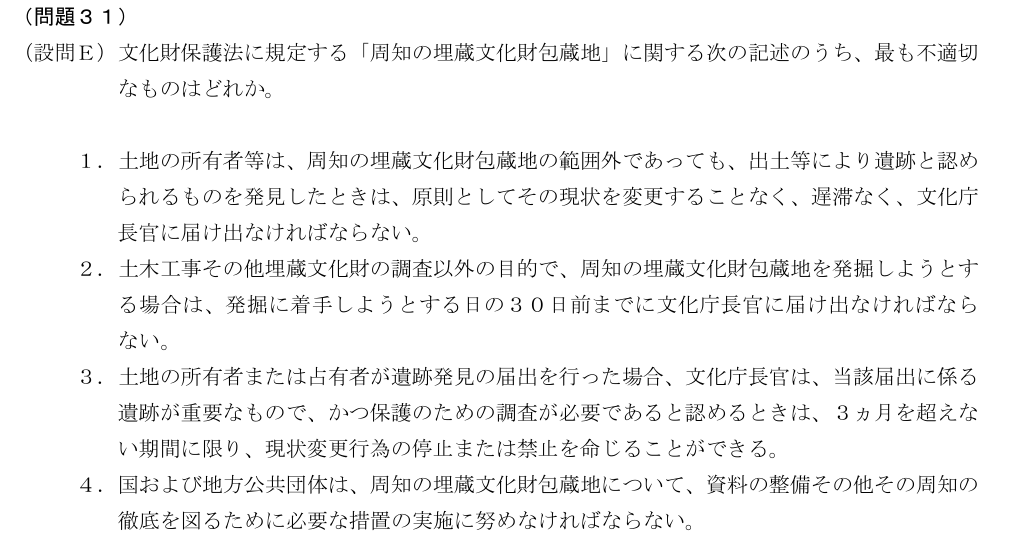 （問題３１）
（設問Ｅ）文化財保護法に規定する「周知の埋蔵文化財包蔵地」に関する次の記述のうち、最も不適切
なものはどれか。
１．土地の所有者等は、周知の埋蔵文化財包蔵地の範囲外であっても、出土等により遺跡と認め
られるものを発見したときは、原則としてその現状を変更することなく、遅滞なく、文化庁
長官に届け出なければならない。
２．土木工事その他埋蔵文化財の調査以外の目的で、周知の埋蔵文化財包蔵地を発掘しようとす
る場合は、発掘に着手しようとする日の３０日前までに文化庁長官に届け出なければなら
ない。
３．土地の所有者または占有者が遺跡発見の届出を行った場合、文化庁長官は、当該届出に係る
遺跡が重要なもので、かつ保護のための調査が必要であると認めるときは、３ヵ月を超えな
い期間に限り、現状変更行為の停止または禁止を命じることができる。
４．国および地方公共団体は、周知の埋蔵文化財包蔵地について、資料の整備その他その周知の
徹底を図るために必要な措置の実施に努めなければならない。